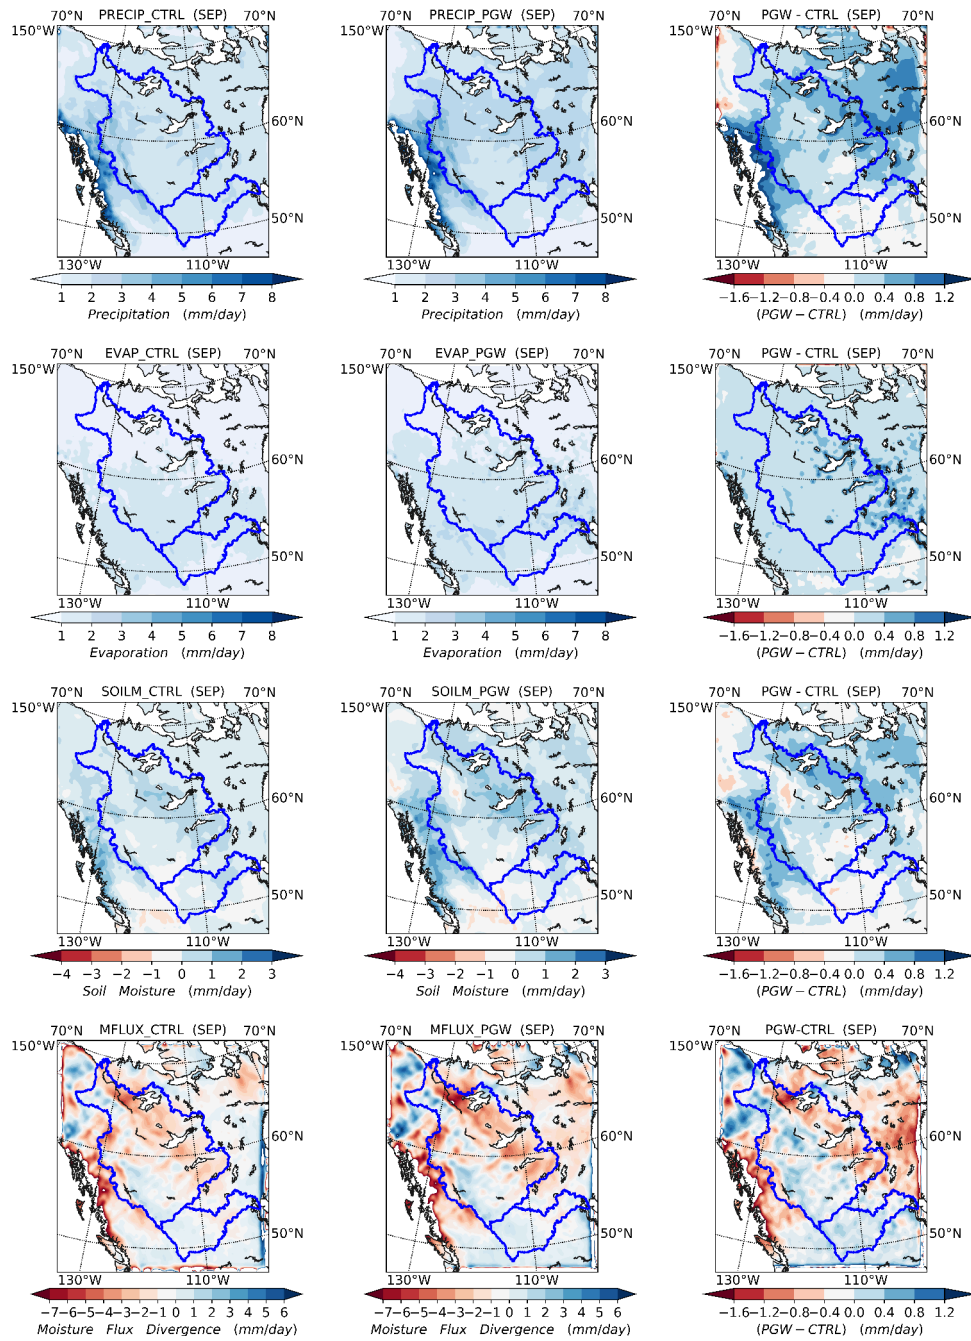 PRECIP_CTRL (SEP) PRECIP_PGW (SEP) PGW - CTRL (SEP)
70°N 70°N 70°N 70°N 70°N 70°N
150°W 150°W 150°W
60°N 60°N 60°N
50°N 50°N 50°N
130°W 110°W 130°W 110°W 130°W 110°W
1 2 3 4 5 6 7 8 1 2 3 4 5 6 7 8 −1.6−1.2−0.8−0.4 0.0 0.4 0.8 1.2
Precipitation (mm/day) Precipitation (mm/day) (PGW−CTRL) (mm/day)
EVAP_CTRL (SEP) EVAP_PGW (SEP) PGW - CTRL (SEP)
70°N 70°N 70°N 70°N 70°N 70°N
150°W 150°W 150°W
60°N 60°N 60°N
50°N 50°N 50°N
130°W 110°W 130°W 110°W 130°W 110°W
1 2 3 4 5 6 7 8 1 2 3 4 5 6 7 8 −1.6−1.2−0.8−0.4 0.0 0.4 0.8 1.2
Evaporation (mm/day) Evaporation (mm/day) (PGW−CTRL) (mm/day)
SOILM_CTRL (SEP) SOILM_PGW (SEP) PGW - CTRL (SEP)
70°N 70°N 70°N 70°N 70°N 70°N
150°W 150°W 150°W
60°N 60°N 60°N
50°N 50°N 50°N
130°W 110°W 130°W 110°W 130°W 110°W
−4 −3 −2 −1 0 1 2 3 −4 −3 −2 −1 0 1 2 3 −1.6−1.2−0.8−0.4 0.0 0.4 0.8 1.2
Soil Moisture (mm/day) Soil Moisture (mm/day) (PGW−CTRL) (mm/day)
MFLUX_CTRL (SEP) MFLUX_PGW (SEP) PGW-CTRL (SEP)
70°N 70°N 70°N 70°N 70°N 70°N
150°W 150°W 150°W
60°N 60°N 60°N
50°N 50°N 50°N
130°W 110°W 130°W 110°W 130°W 110°W
−7−6−5−4−3−2−1 0 1 2 3 4 5 6 −7−6−5−4−3−2−1 0 1 2 3 4 5 6 −1.6−1.2−0.8−0.4 0.0 0.4 0.8 1.2
Moisture Flux Divergence (mm/day) Moisture Flux Divergence (mm/day) (PGW−CTRL) (mm/day)